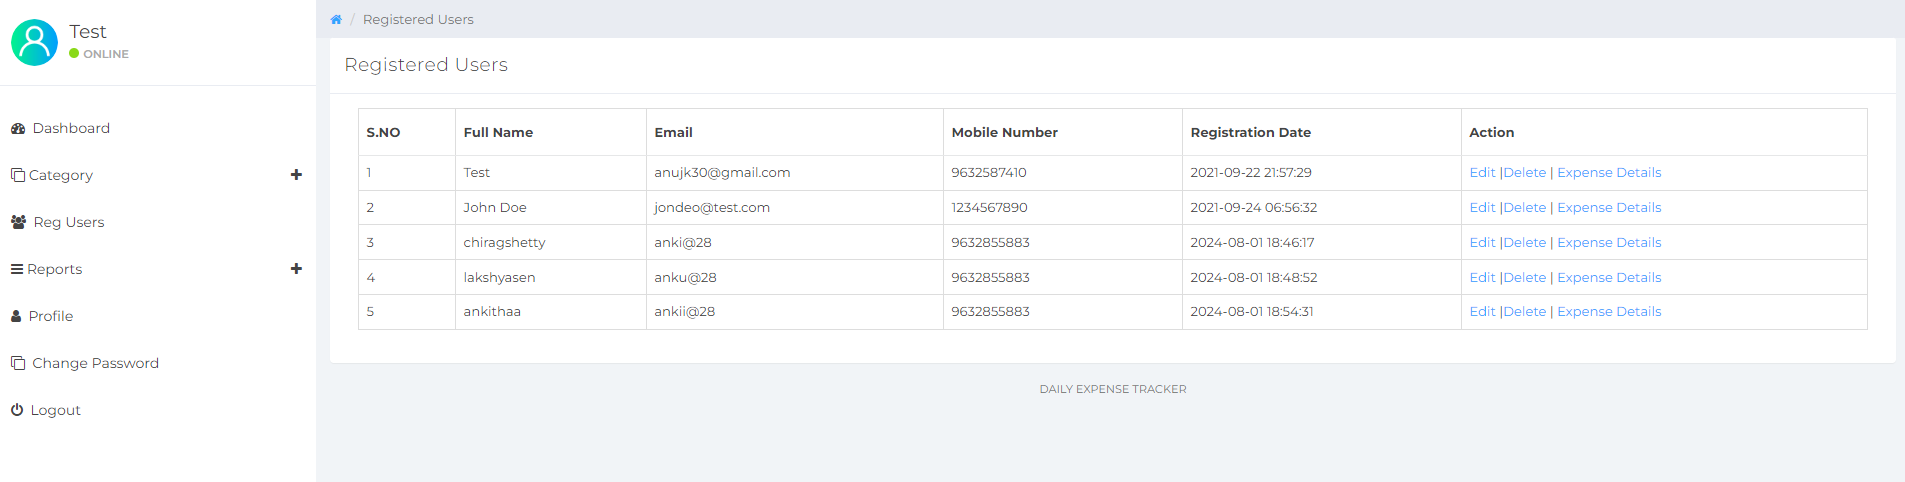 Test
ONLINE
Dashboard
Category
Reg Users
Reports
Profile
Change Password
Logout
/ Registered Users
Registered Users
S.NO Full Name Email Mobile Number Registration Date Action
1 Test anujk30@gmail.com 9632587410 2021-09-22 21:57:29 Edit |Delete | Expense Details
2 John Doe jondeo@test.com 1234567890 2021-09-24 06:56:32 Edit |Delete | Expense Details
3 chiragshetty anki@28 9632855883 2024-08-01 18:46:17 Edit |Delete | Expense Details
4 lakshyasen anku@28 9632855883 2024-08-01 18:48:52 Edit |Delete | Expense Details
5 ankithaa ankii@28 9632855883 2024-08-01 18:54:31 Edit |Delete | Expense Details
DAILY EXPENSE TRACKER